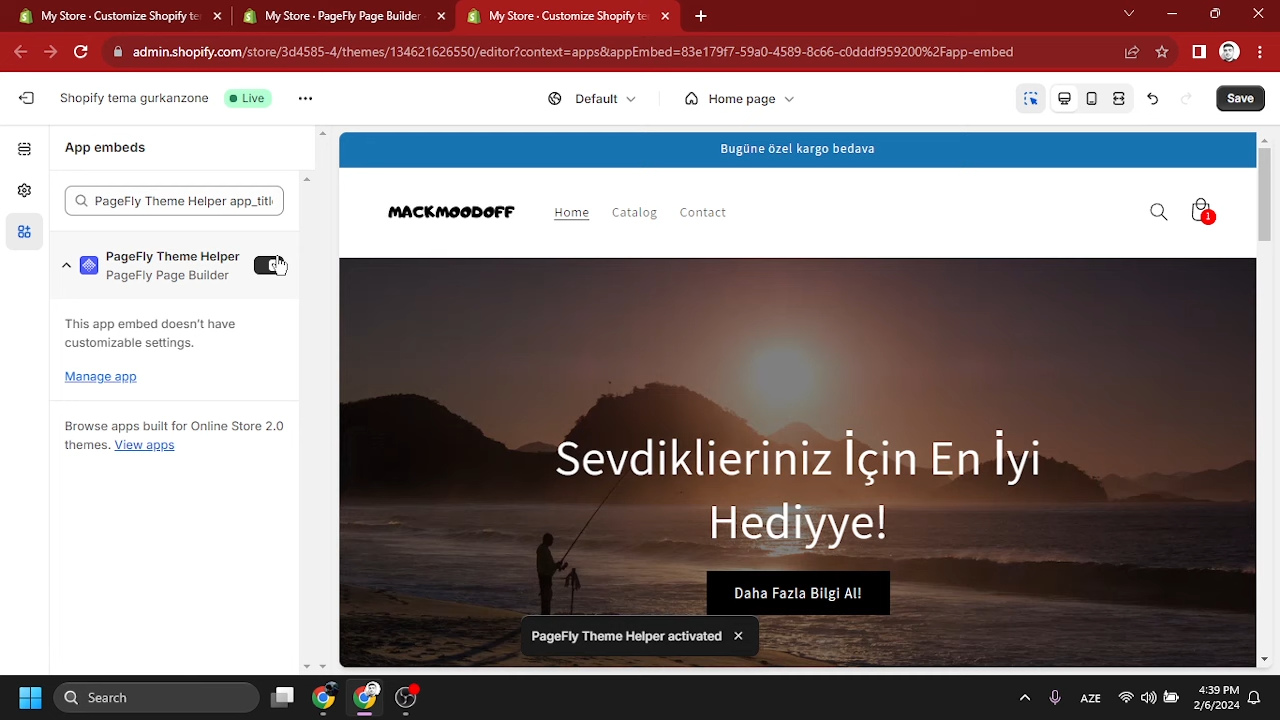 My Store - Customize Shopify ten
My Store - PageFly Page Builder
My Store - Customize Shopify ten
admin.shopify.com/store/3d4585-4/themes/134621626550/editor?context=apps&appEmbed=83e179f7-59a0-4589-8c66-c0dddf959200%2Fapp-embed
Shopify tema gurkanzone
Live
Default
Home page
Save
App embeds
PageFly Theme Helper app_title
PageFly Theme Helper
PageFly Page Builder
This app embed doesn't have
customizable settings.
Manage app
Browse apps built for Online Store 2.0
themes. View apps
Bugüne özel kargo bedava
MACKMOODOFF
Home
Catalog
Contact
1
Sevdiklieriniz İçin En İyi
Hediyye!
Daha Fazla Bilgi Al!
PageFly Theme Helper activated
Search
AZE
4:39 PM
2/6/2024